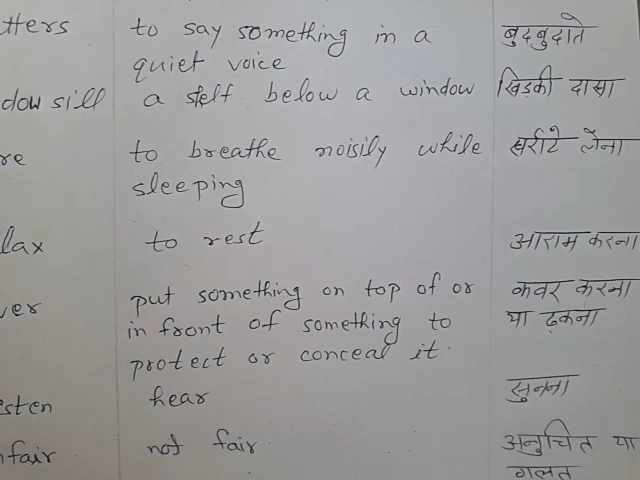 tters to say something in a बुदबुदाते
quiet voice
dow sill a shelf below a window खिड़की दासा
re to breathe noisily while खर्राटे लेना
sleeping
lax to rest आराम करना
ver put something on top of or कवर करना
in front of something to या ढ़कना
protect or conceal it.
sten hear सुनना
nfair not fair. अनुचित या
गलत